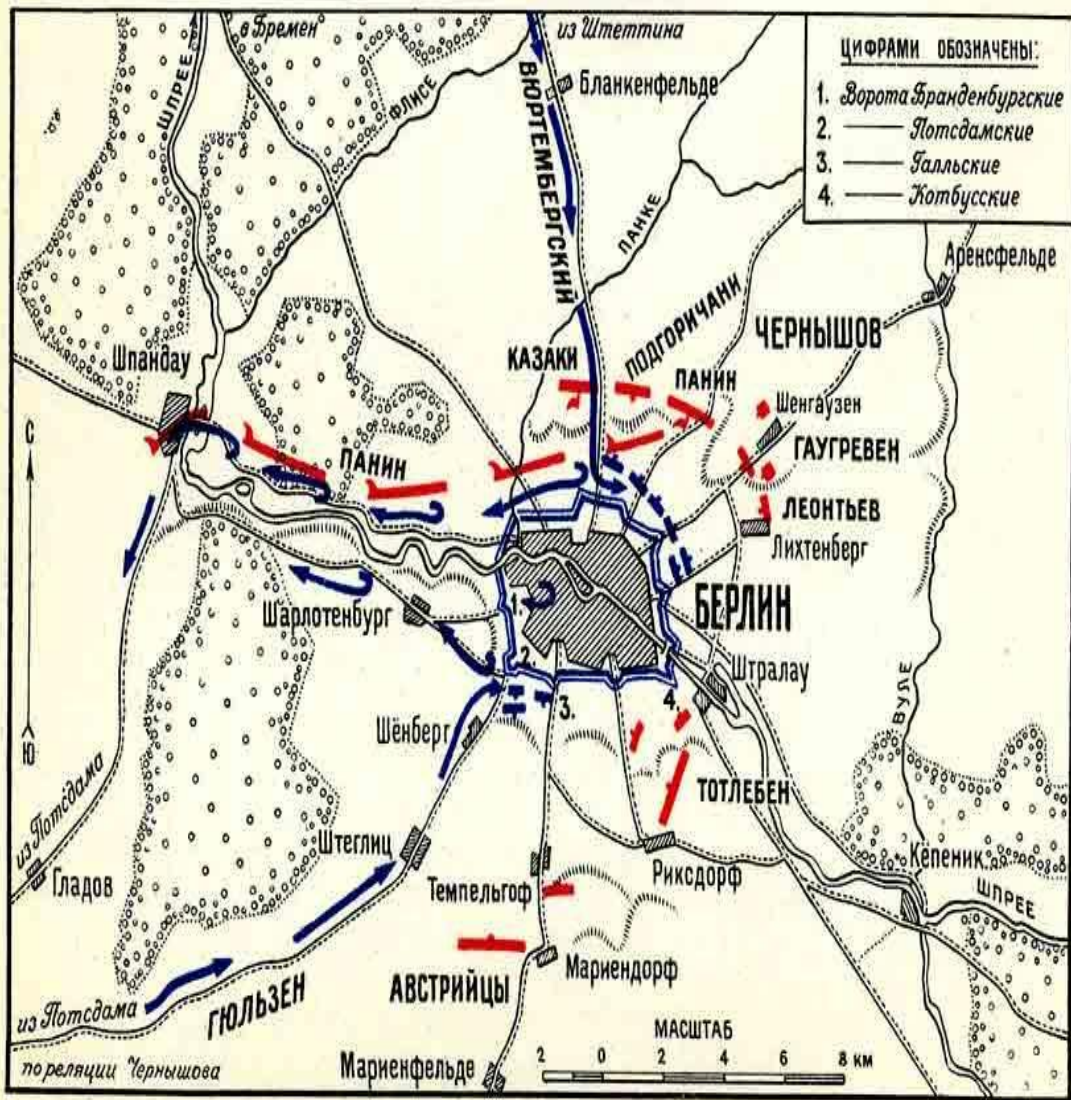 в Бремен
из Штеттина
ЦИФРАМИ ОБОЗНАЧЕНЫ:
1. Ворота Бранденбургские
2. —— Потсдамские
3. —— Галльские
4. —— Котбусские
ШПРЕЕ
ФЛИСЕ
ВЮРТЕМБЕРГСКИЙ
Бланкенфельде
ПАНКЕ
Аренсфельде
Шпандау
КАЗАКИ
ПОДГОРИЧАНИ
ЧЕРНЫШОВ
ПАНИН
Шенгаузен
ГАУГРЕВЕН
С
ПАНИН
ЛЕОНТЬЕВ
Лихтенберг
Шарлотенбург
1.
БЕРЛИН
2.
3.
4.
Штралау
ВУЛЕ
Шёнберг
Ю
из Потсдама
ТОТЛЕБЕН
Штеглиц
Гладов
Темпельгоф
Риксдорф
Кёпеник
ШПРЕЕ
Мариендорф
АВСТРИЙЦЫ
ГЮЛЬЗЕН
из Потсдама
МАСШТАБ
2 0 2 4 6 8 км
по реляции Чернышова
Мариенфельде